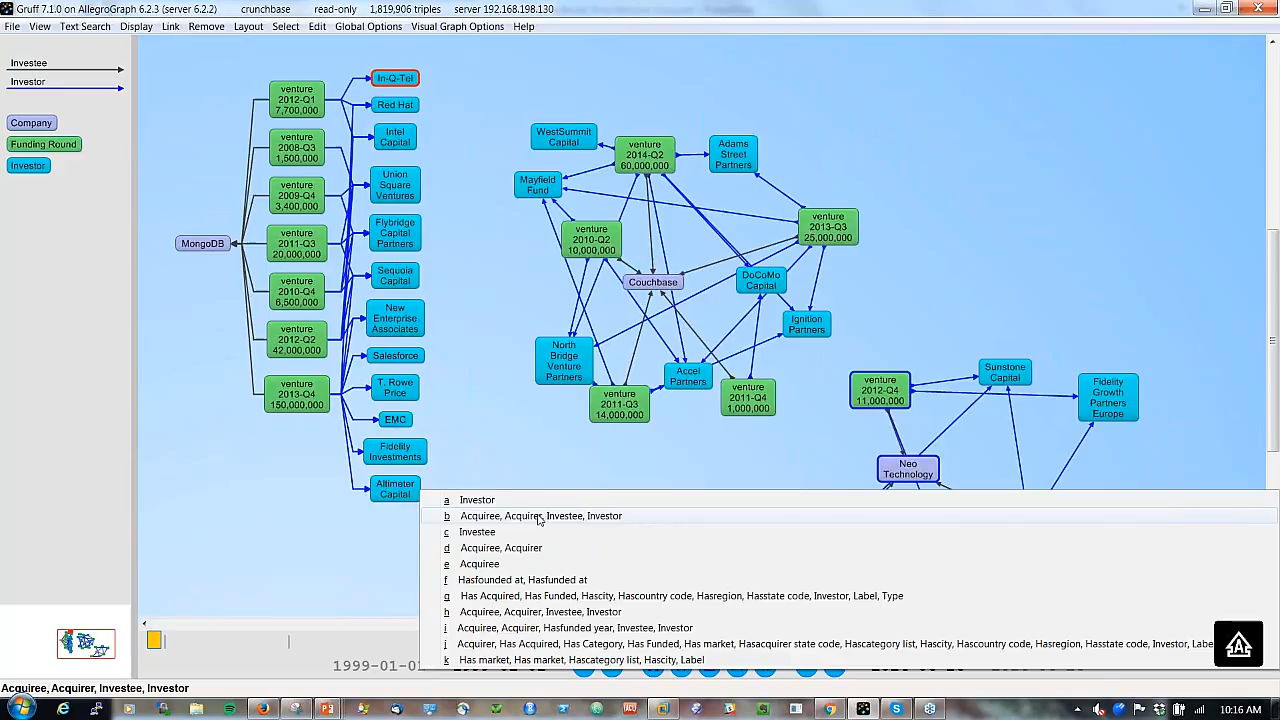 Gruff 7.1.0 on AllegroGraph 6.2.3 (server 6.2.2) crunchbase read-only 1,819,906 triples server 192.168.198.130
File View Text Search Display Link Remove Layout Select Edit Global Options Visual Graph Options Help
Investee
Investor
Company
Funding Round
Investor
venture
2012-Q1
7,700,000
venture
2008-Q3
1,500,000
venture
2009-Q4
3,400,000
venture
2011-Q3
20,000,000
venture
2010-Q4
6,500,000
venture
2012-Q2
42,000,000
venture
2013-Q4
150,000,000
MongoDB
In-Q-Tel
Red Hat
Intel
Capital
Union
Square
Ventures
Flybridge
Capital
Partners
Sequoia
Capital
New
Enterprise
Associates
Salesforce
T. Rowe
Price
EMC
Fidelity
Investments
Altimeter
Capital
WestSummit
Capital
venture
2014-Q2
60,000,000
Adams
Street
Partners
Mayfield
Fund
venture
2010-Q2
10,000,000
venture
2013-Q3
25,000,000
Couchbase
DoCoMo
Capital
Ignition
Partners
North
Bridge
Venture
Partners
Accel
Partners
venture
2011-Q3
14,000,000
venture
2011-Q4
1,000,000
venture
2012-Q4
11,000,000
Sunstone
Capital
Fidelity
Growth
Partners
Europe
Neo
Technology
a Investor
b Acquiree, Acquirer, Investee, Investor
c Investee
d Acquiree, Acquirer
e Acquiree
f Hasfounded at, Hasfunded at
g Has Acquired, Has Funded, Hascity, Hascountry code, Hasregion, Hasstate code, Investor, Label, Type
h Acquiree, Acquirer, Investee, Investor
i Acquiree, Acquirer, Hasfunded year, Investee, Investor
j Acquirer, Has Acquired, Has Category, Has Funded, Has market, Hasacquirer state code, Hascategory list, Hascity, Hascountry code, Hasregion, Hasstate code, Investor, Labe
k Has market, Has market, Hascategory list, Hascity, Label
1999-01-01
Acquiree, Acquirer, Investee, Investor
10:16 AM